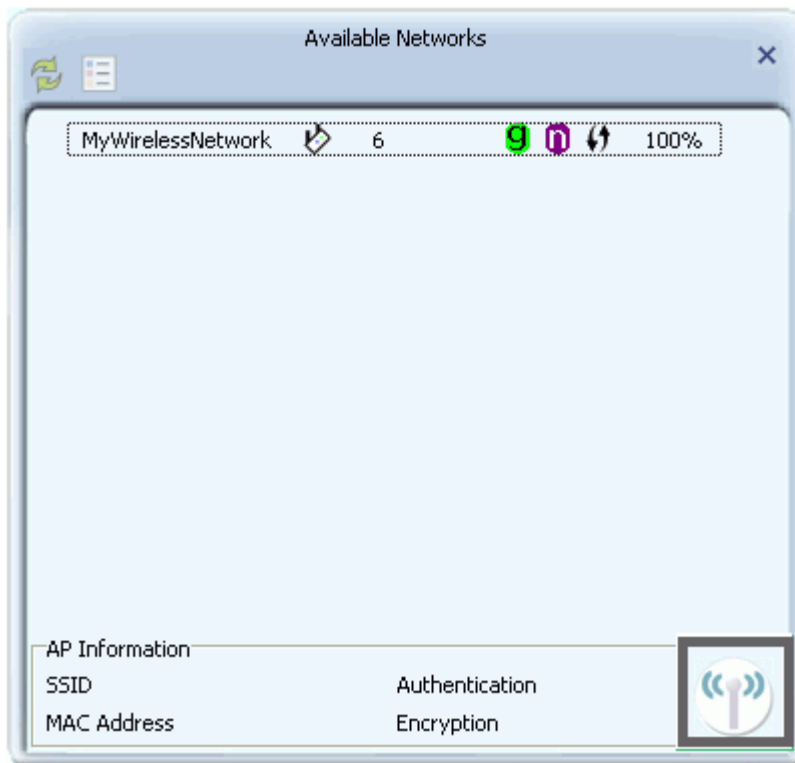 Available Networks
MyWirelessNetwork 6 g n 100%
AP Information
SSID Authentication
MAC Address Encryption